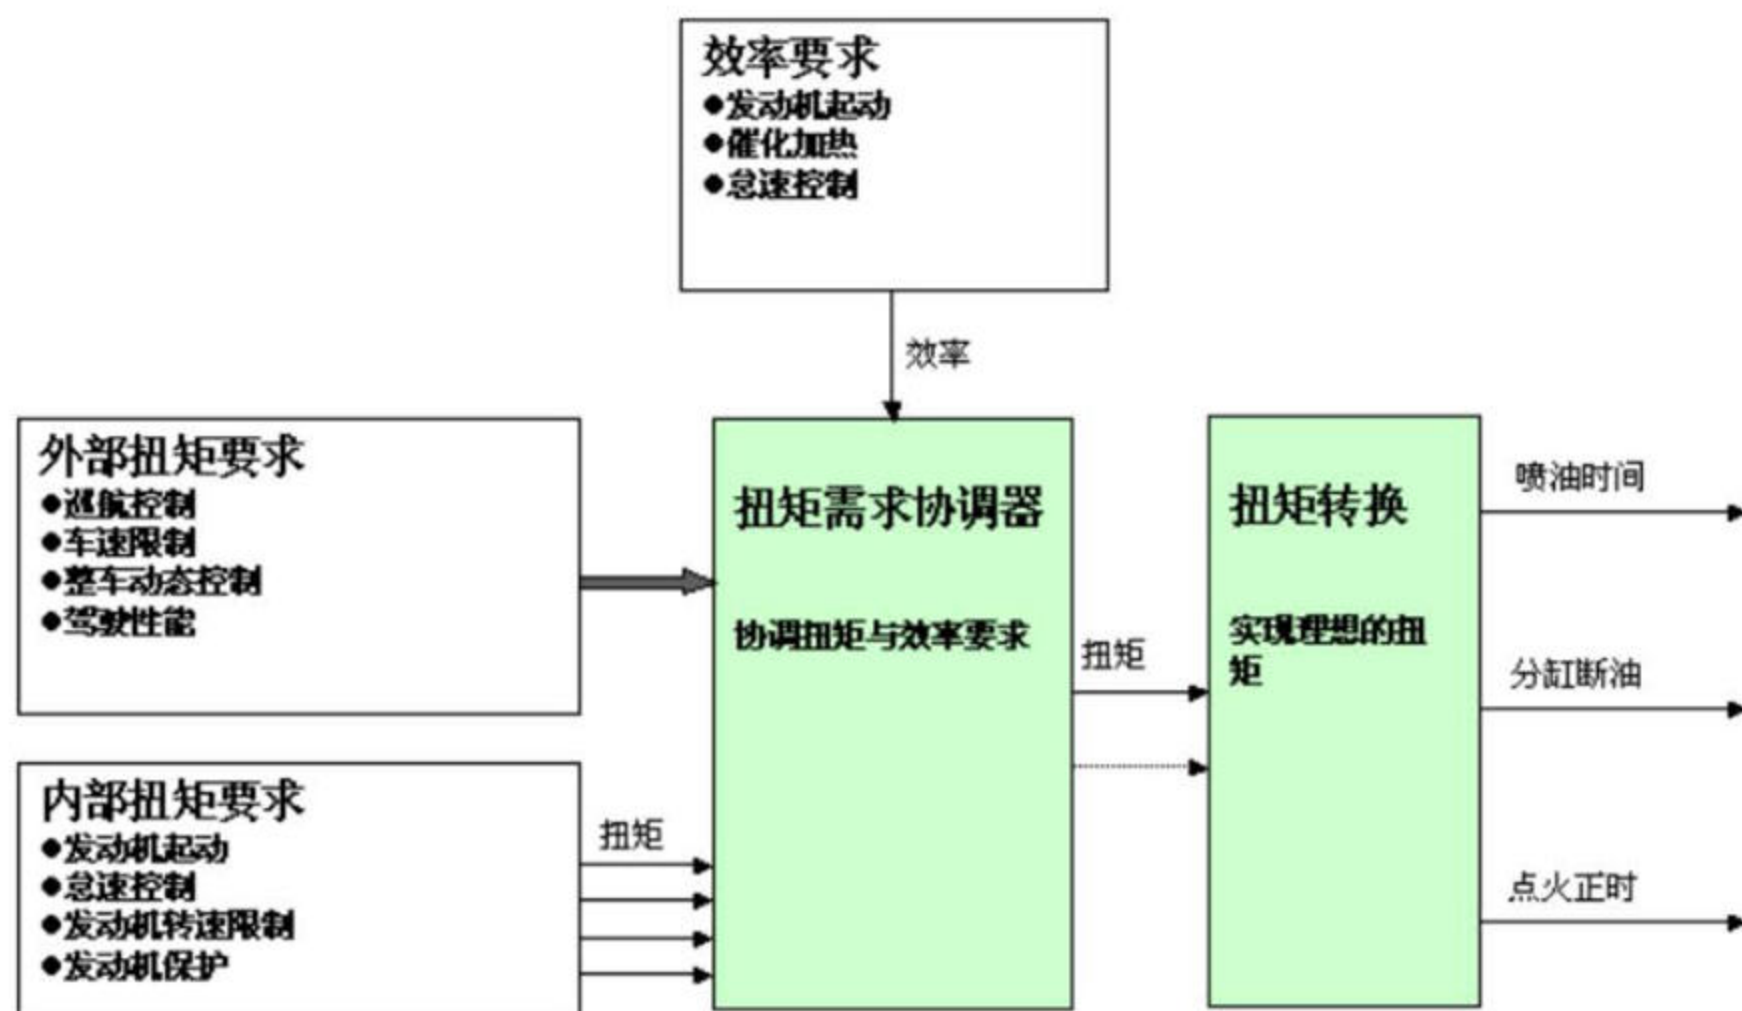 效率要求
●发动机起动
●催化加热
●怠速控制
效率
外部扭矩要求
●巡航控制
●车速限制
●整车动态控制
●驾驶性能
扭矩需求协调器
协调扭矩与效率要求
扭矩
扭矩转换
实现理想的扭
矩
喷油时间
分缸断油
点火正时
内部扭矩要求
●发动机起动
●怠速控制
●发动机转速限制
●发动机保护
扭矩